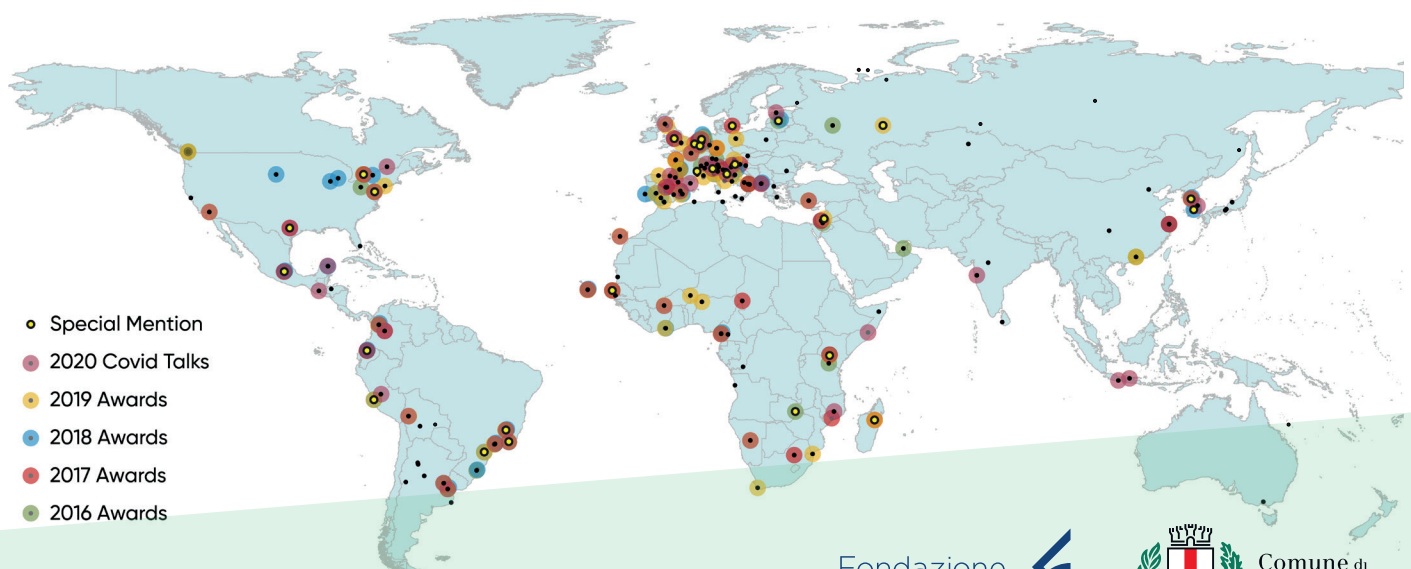 Special Mention
2020 Covid Talks
2019 Awards
2018 Awards
2017 Awards
2016 Awards
Fondazione
Comune di